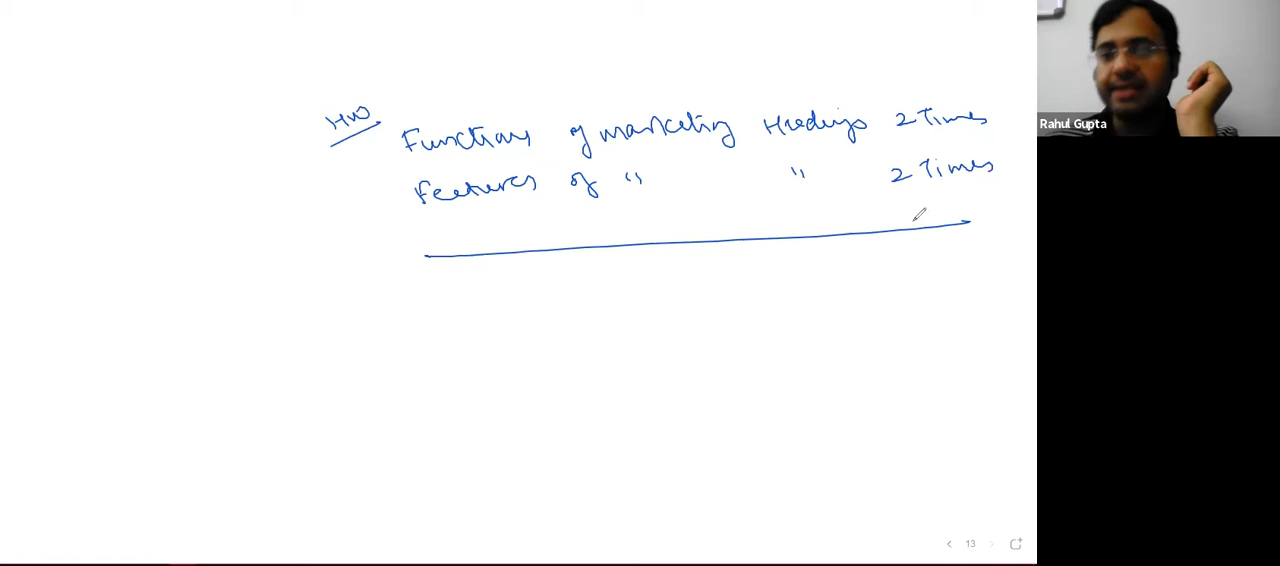 HW
Functions of marketing Headings 2 Times
Features of " " 2 Times
Rahul Gupta
13